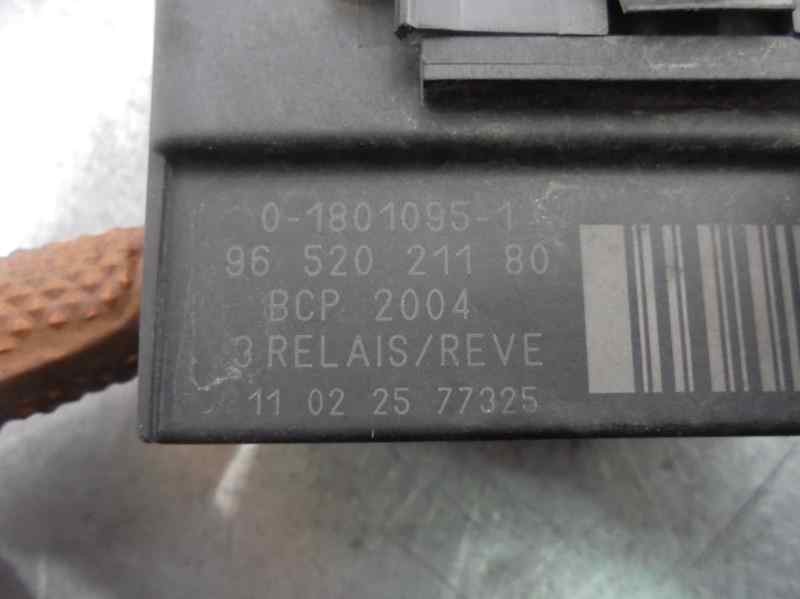 0-1801095-1
96 520 211 80
BCP 2004
3 RELAIS/REVE
11 02 25 77325